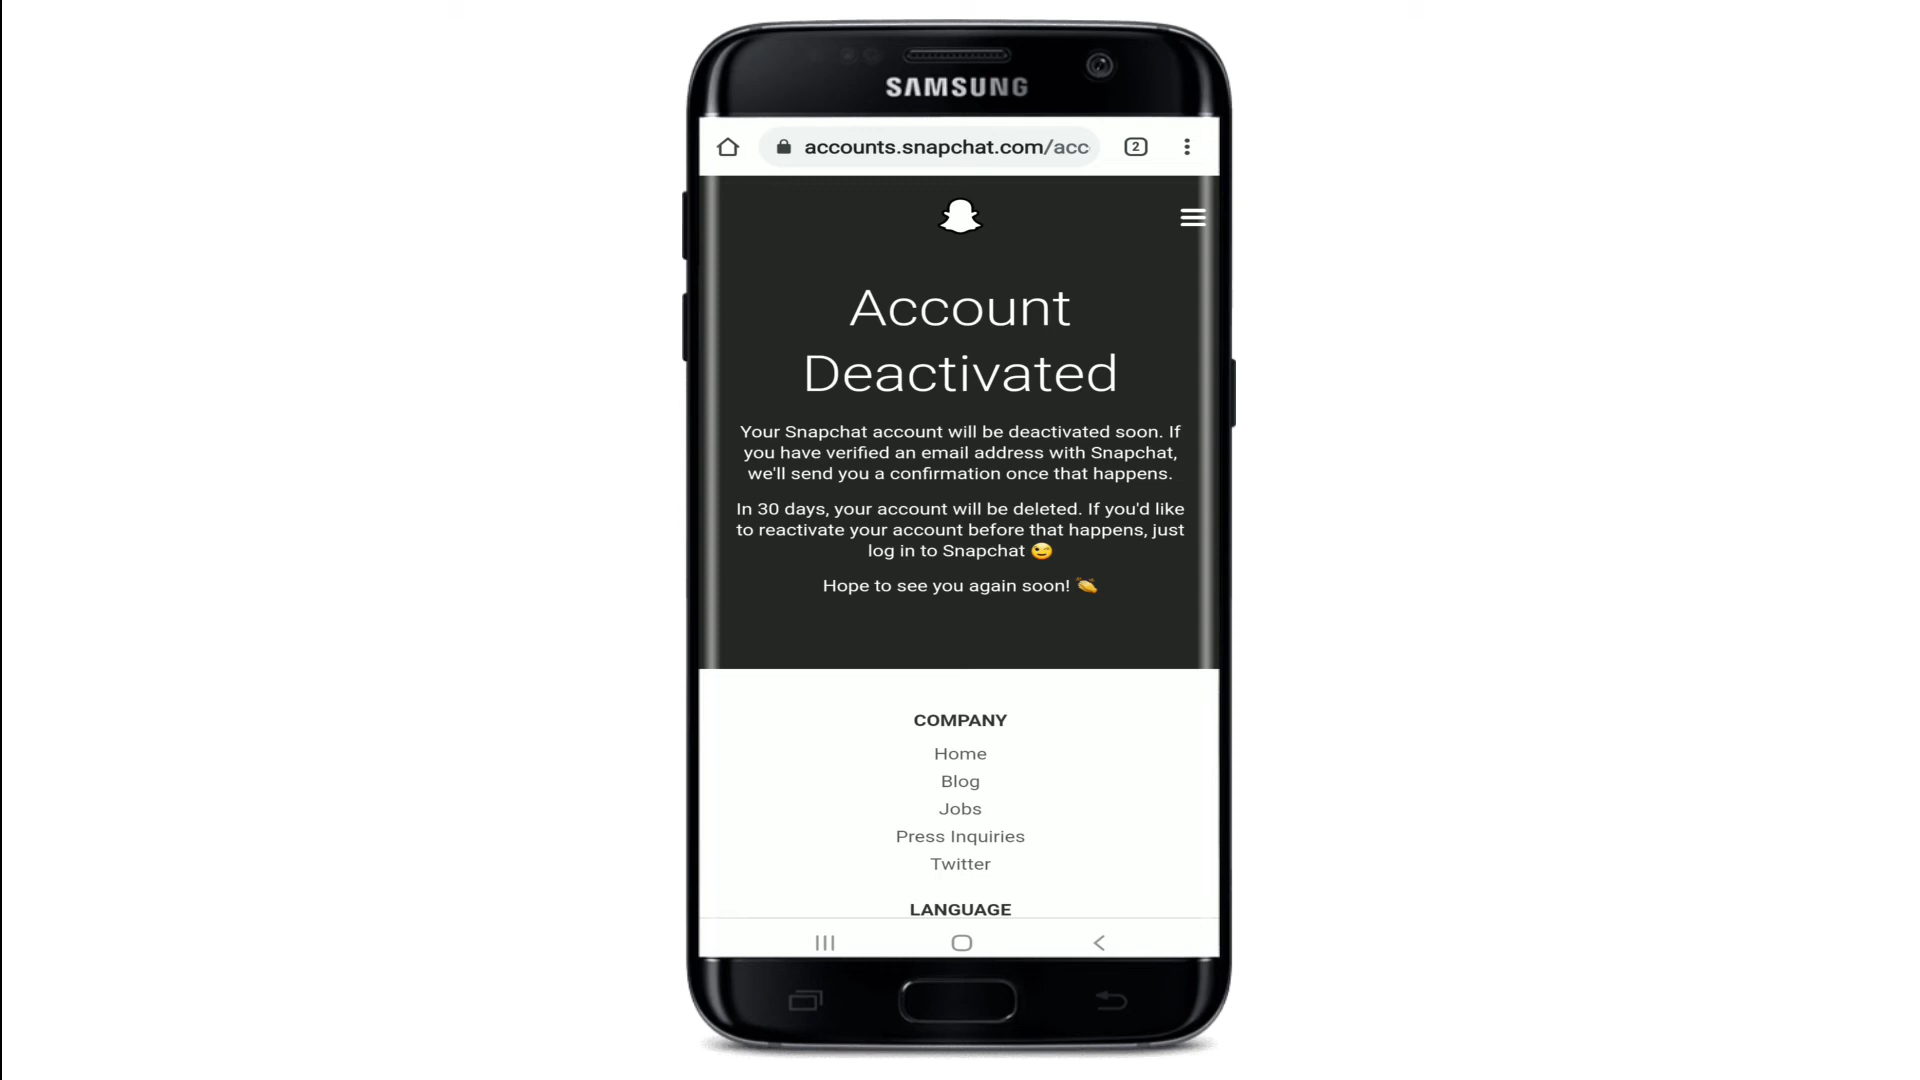 SAMSUNG
accounts.snapchat.com/acc
2
Account
Deactivated
Your Snapchat account will be deactivated soon. If
you have verified an email address with Snapchat,
we'll send you a confirmation once that happens.
In 30 days, your account will be deleted. If you'd like
to reactivate your account before that happens, just
log in to Snapchat 😉
Hope to see you again soon! 👏
COMPANY
Home
Blog
Jobs
Press Inquiries
Twitter
LANGUAGE